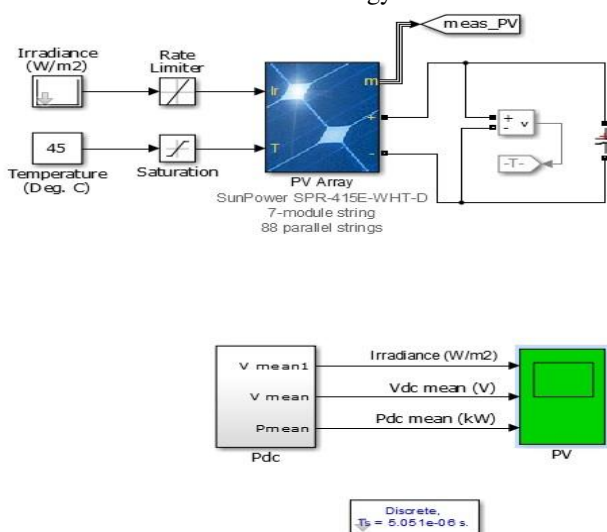 meas_PV
Irradiance
(W/m2)
Rate
Limiter
Ir
m
+
+
-
v
45
T
-
-T-
Temperature
(Deg. C)
Saturation
PV Array
SunPower SPR-415E-WHT-D
7-module string
88 parallel strings
V mean1
Irradiance (W/m2)
V mean
Vdc mean (V)
Pmean
Pdc mean (kW)
Pdc
PV
Discrete,
Ts = 5.051e-06 s.